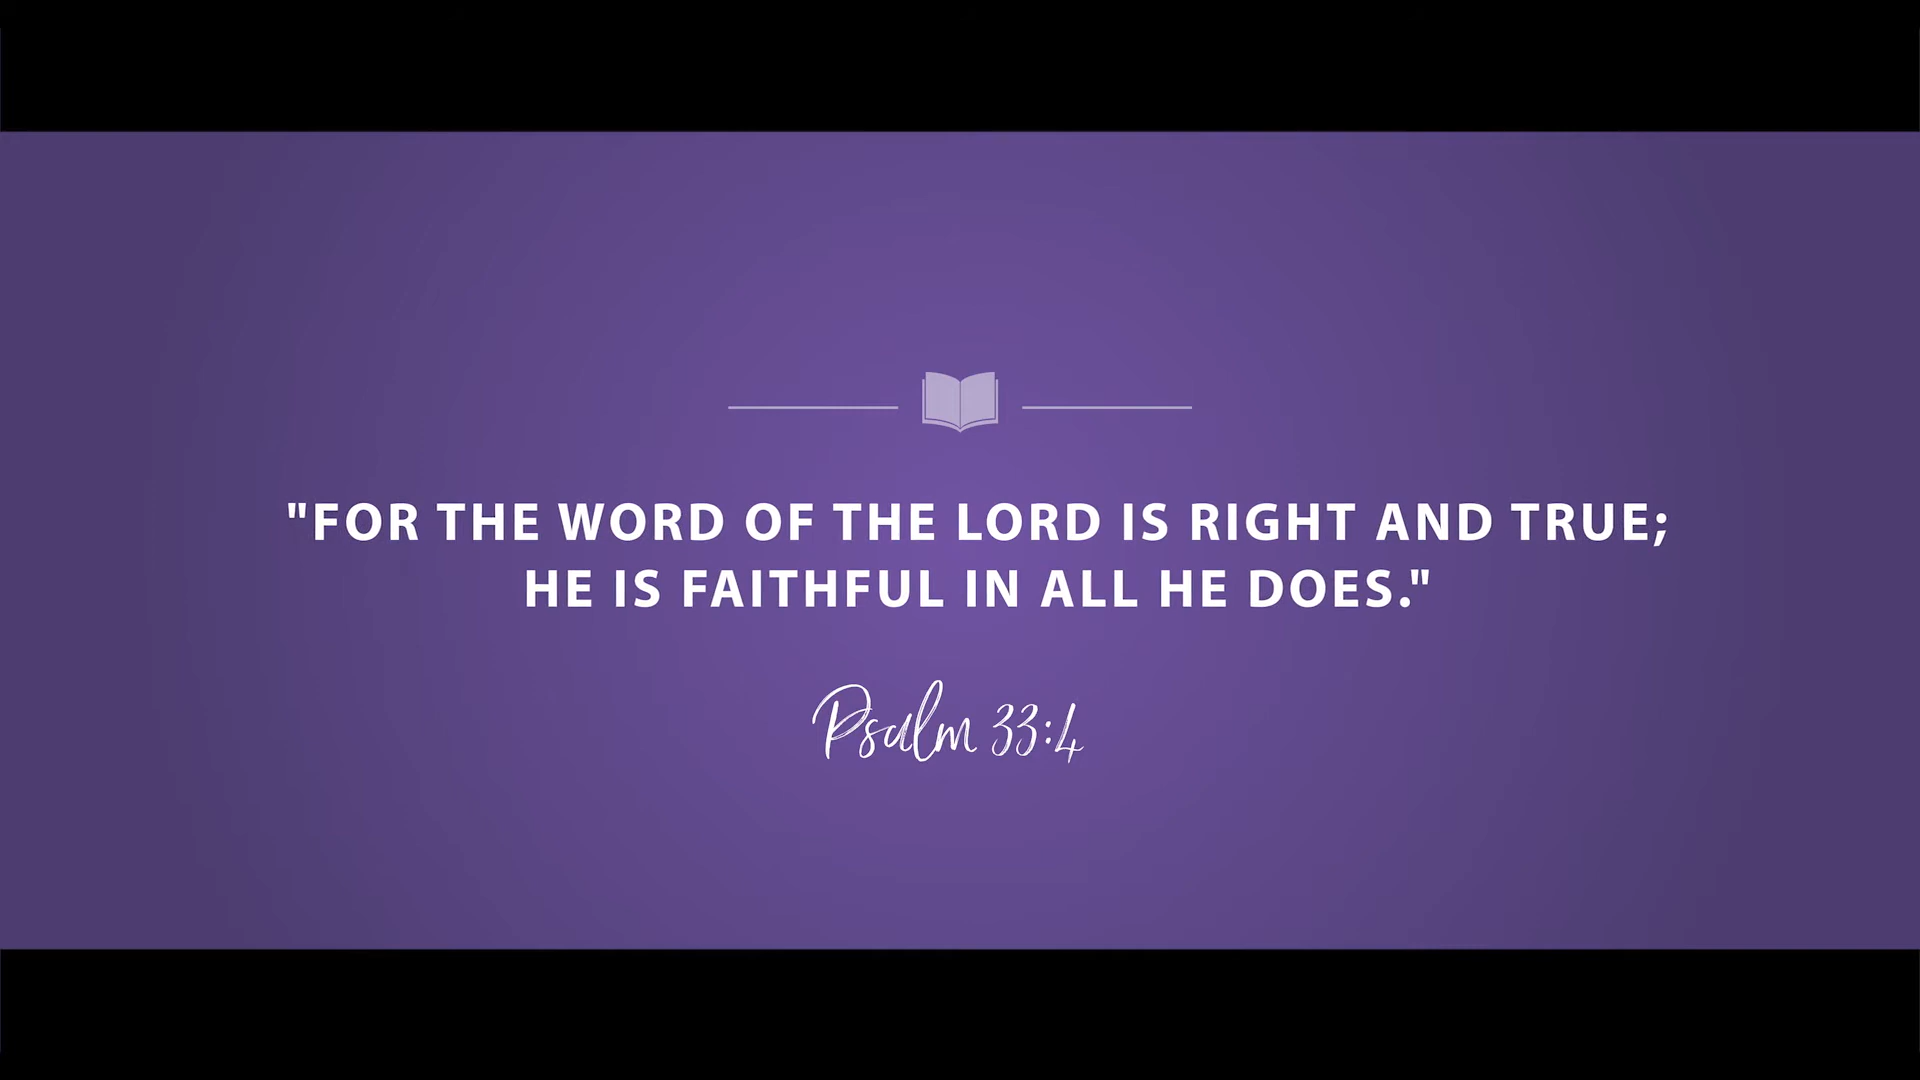 "FOR THE WORD OF THE LORD IS RIGHT AND TRUE;
HE IS FAITHFUL IN ALL HE DOES."
Psalm 33:4